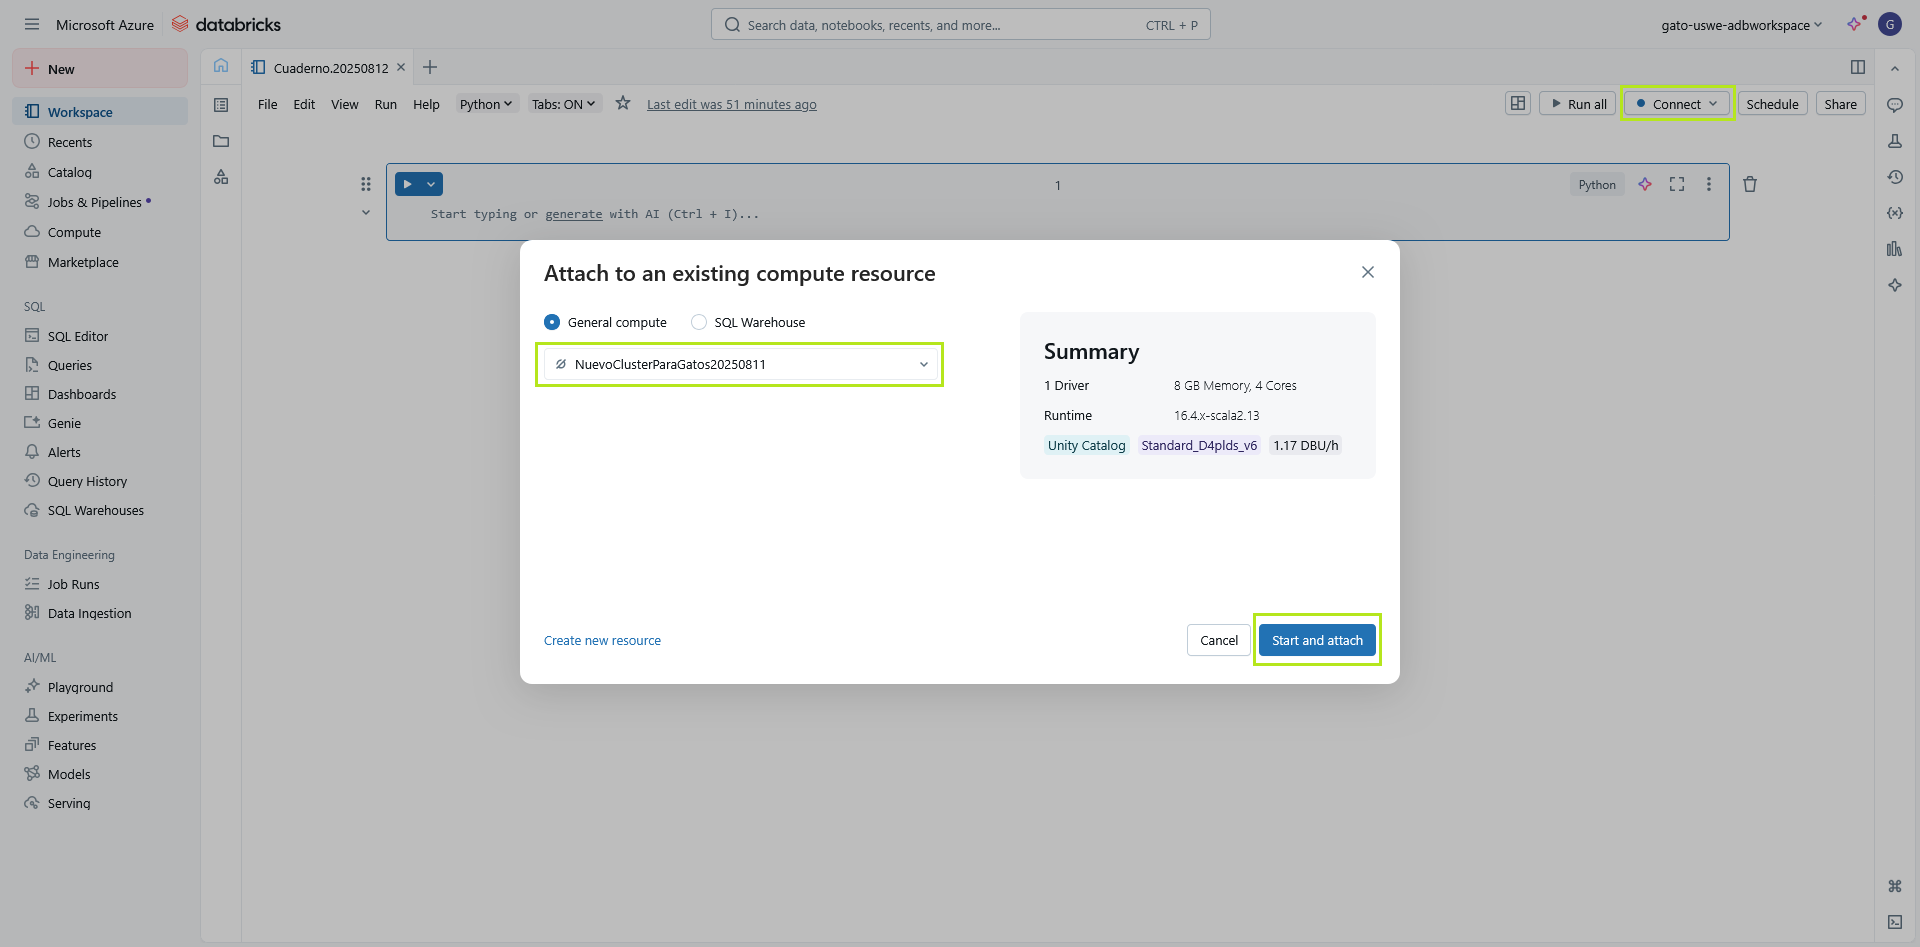 Microsoft Azure
databricks
Search data, notebooks, recents, and more...
CTRL + P
gato-uswe-adbworkspace
G
New
Workspace
Recents
Catalog
Jobs & Pipelines
Compute
Marketplace
SQL
SQL Editor
Queries
Dashboards
Genie
Alerts
Query History
SQL Warehouses
Data Engineering
Job Runs
Data Ingestion
AI/ML
Playground
Experiments
Features
Models
Serving
Cuaderno.20250812
File Edit View Run Help Python Tabs: ON Last edit was 51 minutes ago
Run all
Connect
Schedule
Share
1
Python
Start typing or generate with AI (Ctrl + I)...
Attach to an existing compute resource
General compute
SQL Warehouse
NuevoClusterParaGatos20250811
Summary
1 Driver 8 GB Memory, 4 Cores
Runtime 16.4.x-scala2.13
Unity Catalog Standard_D4plds_v6 1.17 DBU/h
Create new resource
Cancel
Start and attach